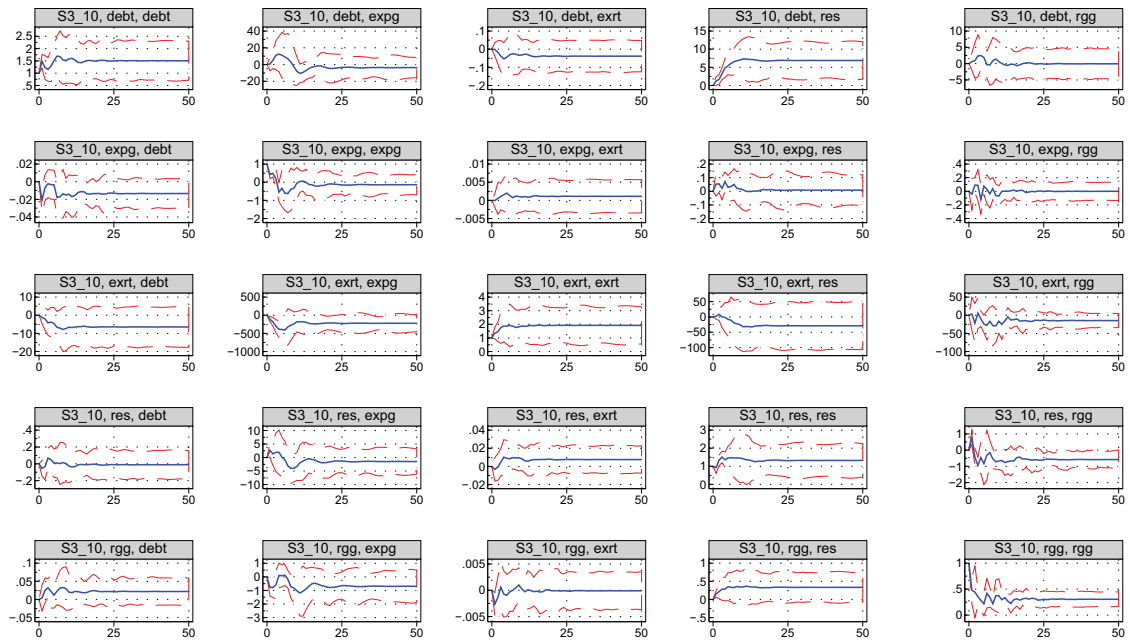 S3_10, debt, debt
2.5
2
1.5
1
.5
0 25 50
S3_10, debt, expg
40
20
0
−20
0 25 50
S3_10, debt, exrt
1
0
−.1
−.2
0 25 50
S3_10, debt, res
15
10
5
0
0 25 50
S3_10, debt, rgg
10
5
0
−5
0 25 50
S3_10, expg, debt
.02
0
−.02
−.04
0 25 50
S3_10, expg, expg
1
0
−1
−2
0 25 50
S3_10, expg, exrt
.01
.005
0
−.005
0 25 50
S3_10, expg, res
.2
.1
0
−.1
−.2
0 25 50
S3_10, expg, rgg
.4
.2
0
−.2
−.4
0 25 50
S3_10, exrt, debt
10
0
−10
−20
0 25 50
S3_10, exrt, expg
500
0
−500
−1000
0 25 50
S3_10, exrt, exrt
4
3
2
1
0
0 25 50
S3_10, exrt, res
50
0
−50
−100
0 25 50
S3_10, exrt, rgg
50
0
−50
−100
0 25 50
S3_10, res, debt
.4
.2
0
−.2
0 25 50
S3_10, res, expg
10
5
0
−5
−10
0 25 50
S3_10, res, exrt
.04
.02
0
−.02
0 25 50
S3_10, res, res
3
2
1
0
0 25 50
S3_10, res, rgg
1
0
−1
−2
0 25 50
S3_10, rgg, debt
.1
.05
0
−.05
0 25 50
S3_10, rgg, expg
1
0
−1
−2
−3
0 25 50
S3_10, rgg, exrt
.005
0
−.005
0 25 50
S3_10, rgg, res
1
.5
0
−.5
0 25 50
S3_10, rgg, rgg
1
.5
0
0 25 50